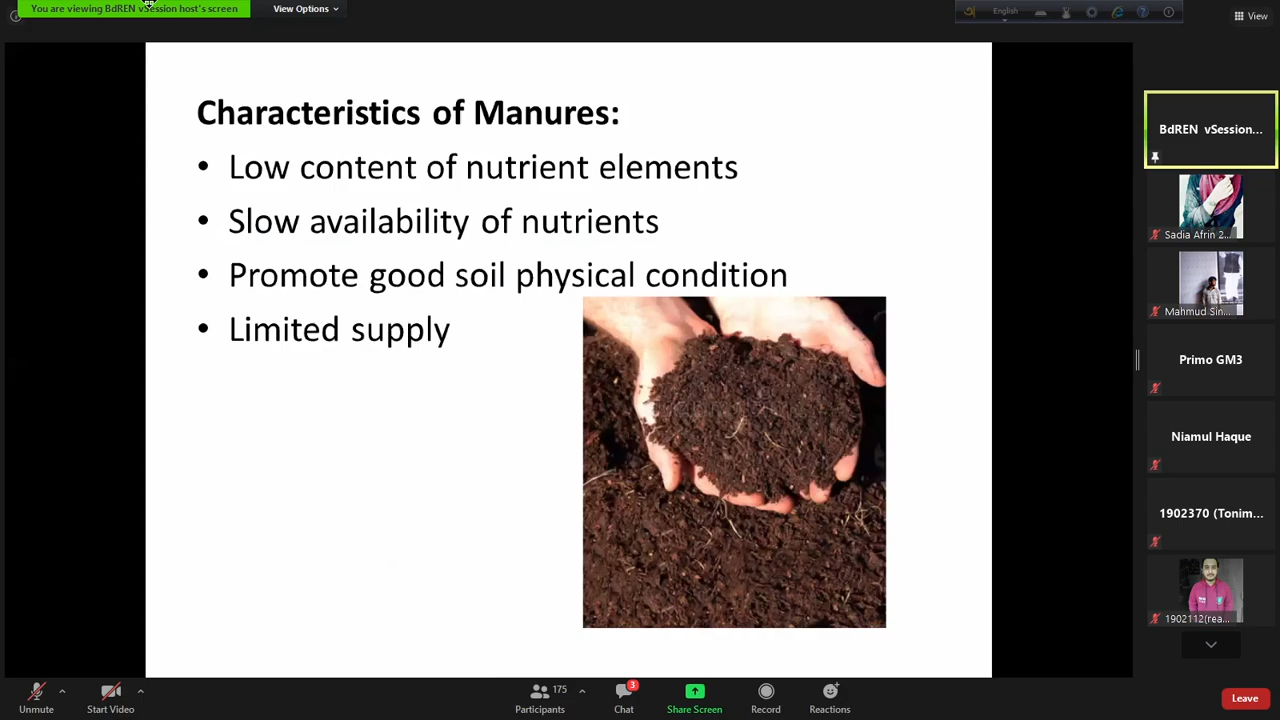 You are viewing BdREN vSession host's screen
View Options
English
View
Characteristics of Manures:
• Low content of nutrient elements
• Slow availability of nutrients
• Promote good soil physical condition
• Limited supply
BdREN vSession...
Sadia Afrin 2...
Mahmud Sin...
Primo GM3
Niamul Haque
1902370 (Tonim...
1902112(rea...
Unmute
Start Video
175
Participants
3
Chat
Share Screen
Record
Reactions
Leave